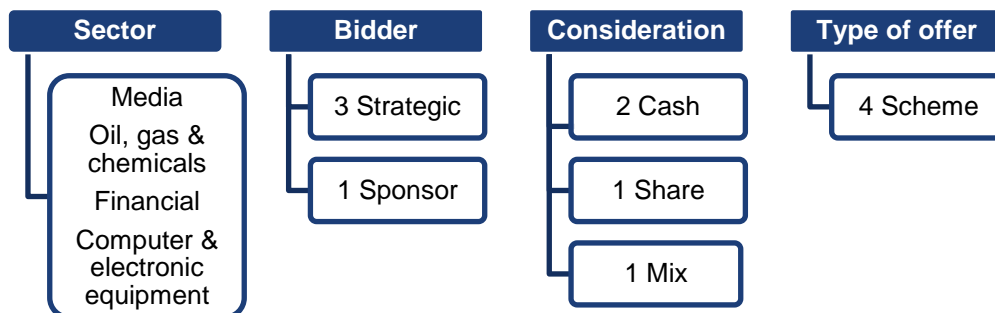 Sector
Media
Oil, gas &
chemicals
Financial
Computer &
electronic
equipment
Bidder
3 Strategic
1 Sponsor
Consideration
2 Cash
1 Share
1 Mix
Type of offer
4 Scheme